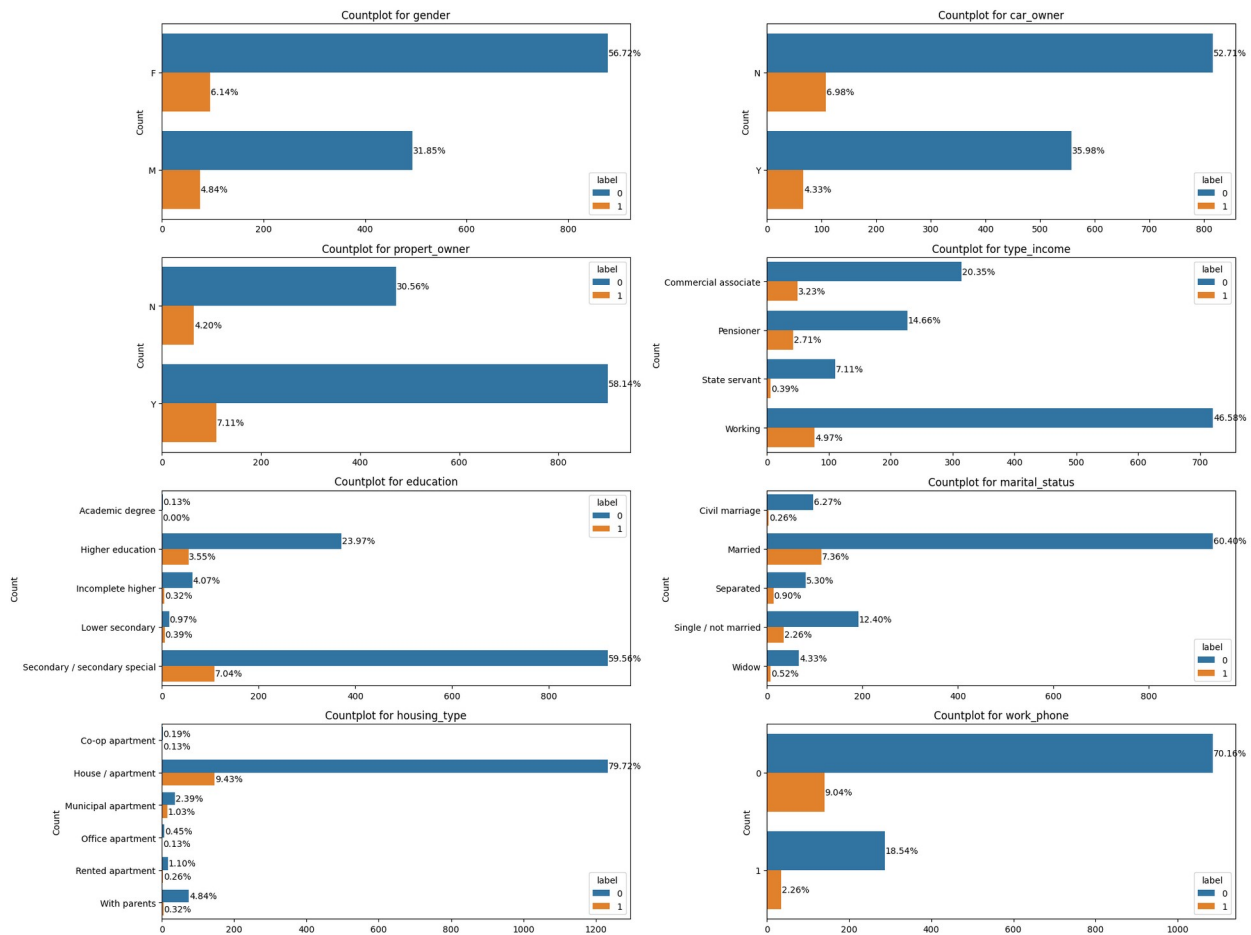 Countplot for gender
Count
F
56.72%
6.14%
M
31.85%
4.84%
label
0
1
0 200 400 600 800
Countplot for car_owner
Count
N
52.71%
6.98%
Y
35.98%
4.33%
label
0
1
0 100 200 300 400 500 600 700 800
Countplot for propert_owner
Count
N
30.56%
4.20%
Y
58.14%
7.11%
label
0
1
0 200 400 600 800
Countplot for type_income
Count
Commercial associate
20.35%
3.23%
Pensioner
14.66%
2.71%
State servant
7.11%
0.39%
Working
46.58%
4.97%
label
0
1
0 100 200 300 400 500 600 700
Countplot for education
Count
Academic degree
0.13%
0.00%
Higher education
23.97%
3.55%
Incomplete higher
4.07%
0.32%
Lower secondary
0.97%
0.39%
Secondary / secondary special
59.56%
7.04%
label
0
1
0 200 400 600 800
Countplot for marital_status
Count
Civil marriage
6.27%
0.26%
Married
60.40%
7.36%
Separated
5.30%
0.90%
Single / not married
12.40%
2.26%
Widow
4.33%
0.52%
label
0
1
0 200 400 600 800
Countplot for housing_type
Count
Co-op apartment
0.19%
0.13%
House / apartment
79.72%
9.43%
Municipal apartment
2.39%
1.03%
Office apartment
0.45%
0.13%
Rented apartment
1.10%
0.26%
With parents
4.84%
0.32%
label
0
1
0 200 400 600 800 1000 1200
Countplot for work_phone
Count
0
70.16%
9.04%
1
18.54%
2.26%
label
0
1
0 200 400 600 800 1000